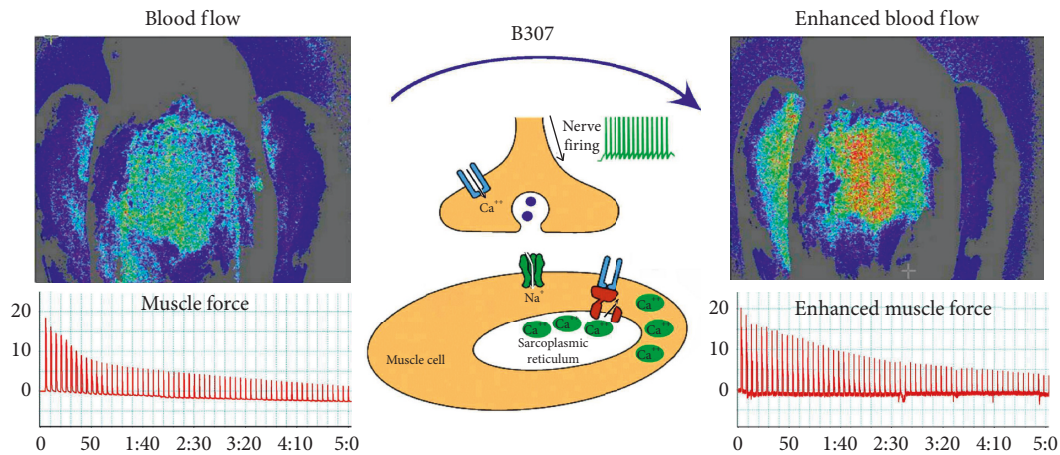 Blood flow
B307
Enhanced blood flow
Nerve
firing
Ca++
Na+
Ca++
Ca++
Ca++
Ca++
Ca++
Ca++
Sarcoplasmic
reticulum
Muscle cell
Muscle force
20
10
0
0 50 1:40 2:30 3:20 4:10 5:0
Enhanced muscle force
20
10
0
0 50 1:40 2:30 3:20 4:10 5:0